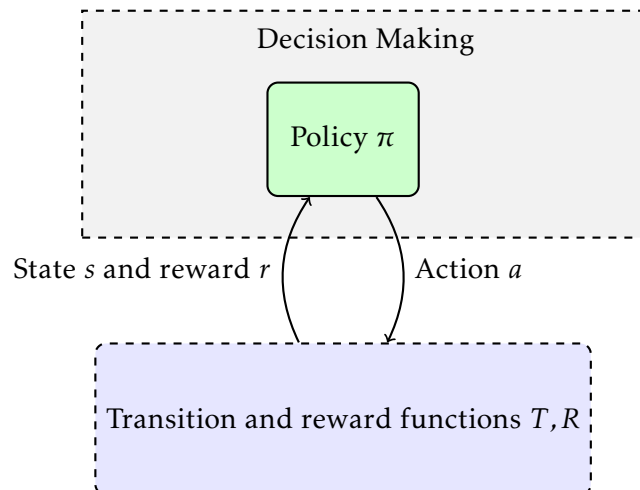 Decision Making
Policy π
State s and reward r
Action a
Transition and reward functions T, R